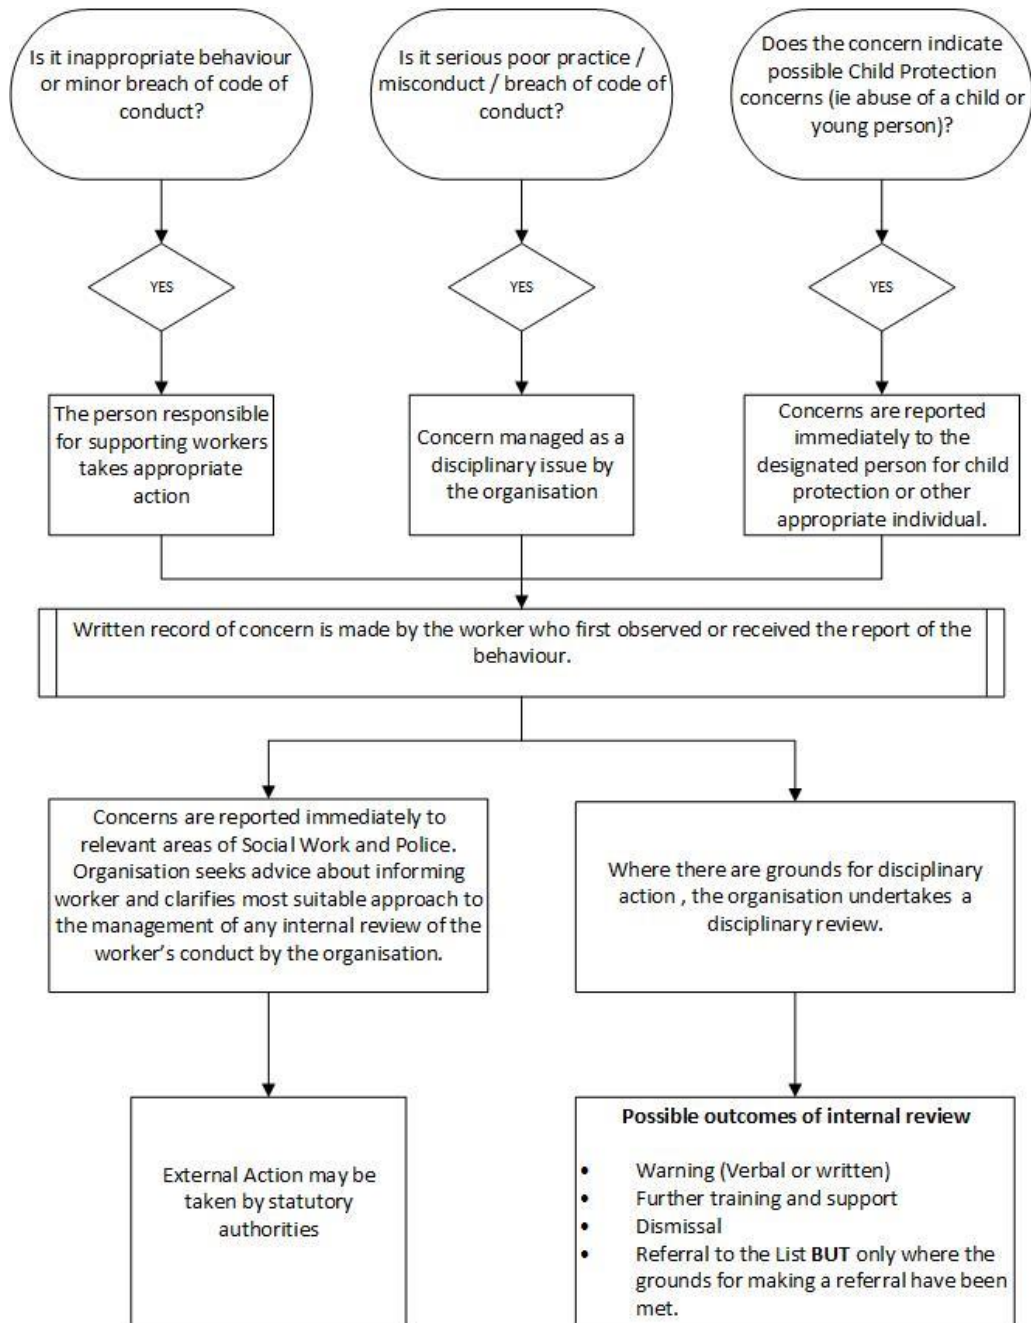 Is it inappropriate behaviour
or minor breach of code of
conduct?
Is it serious poor practice /
misconduct / breach of code of
conduct?
Does the concern indicate
possible Child Protection
concerns (ie abuse of a child or
young person)?
YES
YES
YES
The person responsible
for supporting workers
takes appropriate
action
Concern managed as a
disciplinary issue by
the organisation
Concerns are reported
immediately to the
designated person for child
protection or other
appropriate individual.
Written record of concern is made by the worker who first observed or received the report of the
behaviour.
Concerns are reported immediately to
relevant areas of Social Work and Police.
Organisation seeks advice about informing
worker and clarifies most suitable approach to
the management of any internal review of the
worker's conduct by the organisation.
Where there are grounds for disciplinary
action , the organisation undertakes a
disciplinary review.
External Action may be
taken by statutory
authorities
Possible outcomes of internal review
• Warning (Verbal or written)
• Further training and support
• Dismissal
• Referral to the List BUT only where the
grounds for making a referral have been
met.